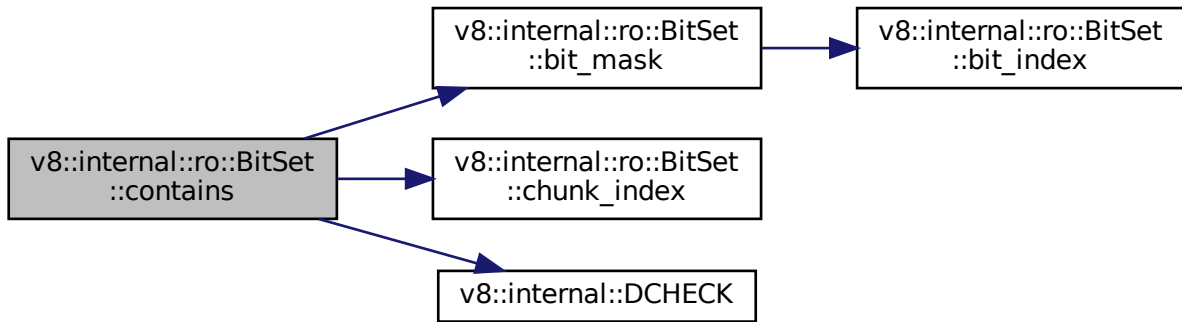 v8::internal::ro::BitSet
::contains
v8::internal::ro::BitSet
::bit_mask
v8::internal::ro::BitSet
::bit_index
v8::internal::ro::BitSet
::chunk_index
v8::internal::DCHECK